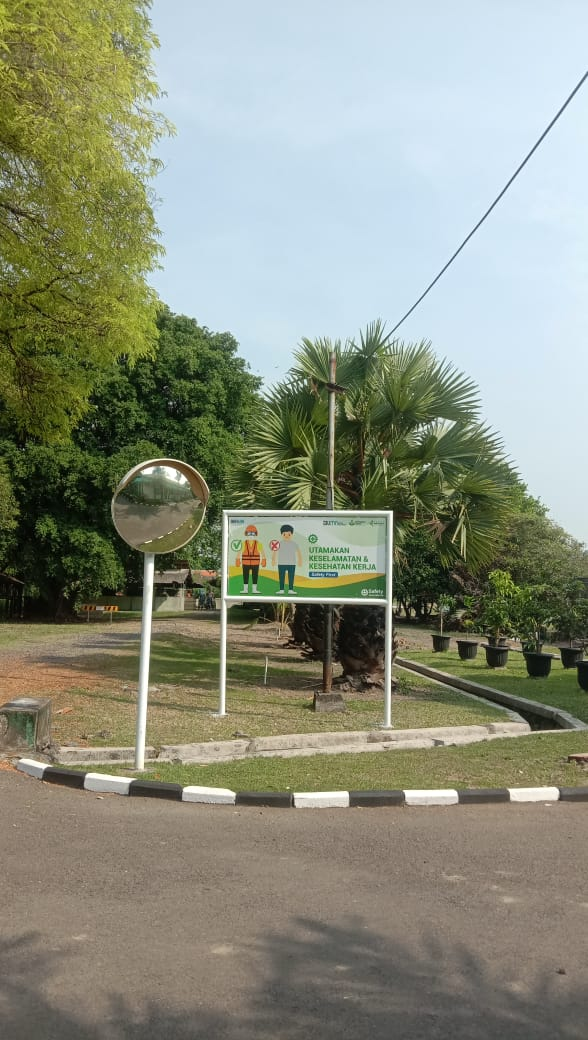 UTAMAKAN
KESELAMATAN &
KESEHATAN KERJA
Safety First
Safety